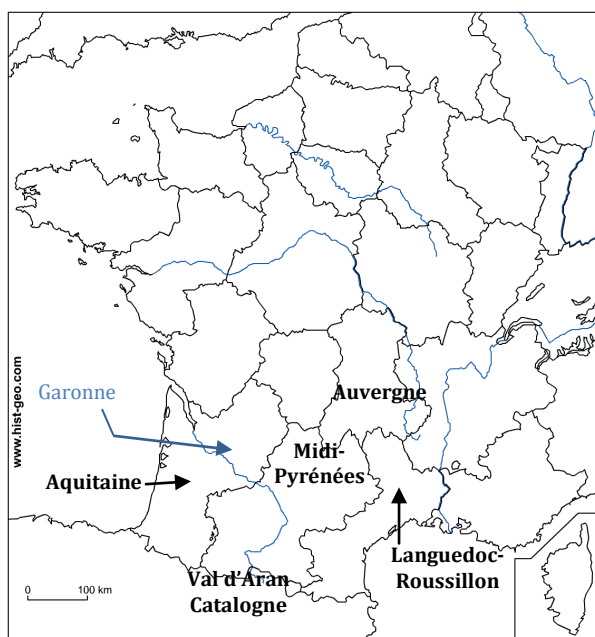 www.hist-geo.com
Garonne
Auvergne
Midi-
Pyrénées
Aquitaine
Languedoc-
Roussillon
Val d'Aran
Catalogne
0 100 km